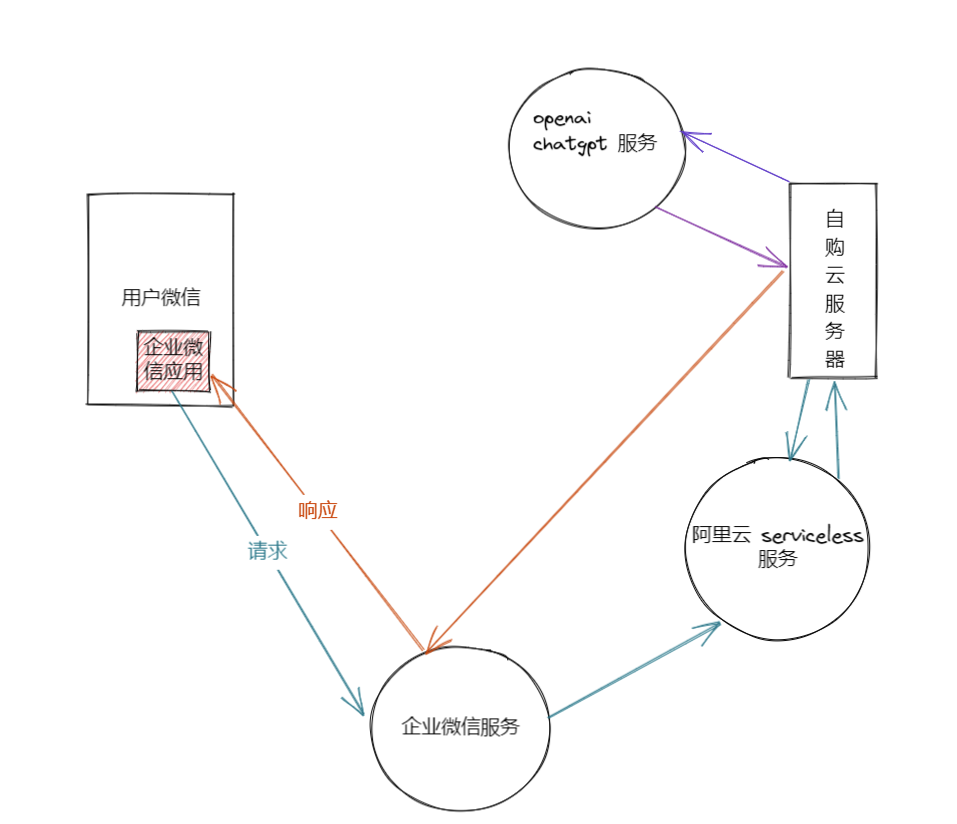 openai
chatgpt 服务
自
购
云
服
务
器
用户微信
企业微
信应用
响应
请求
阿里云 serviceless
服务
企业微信服务